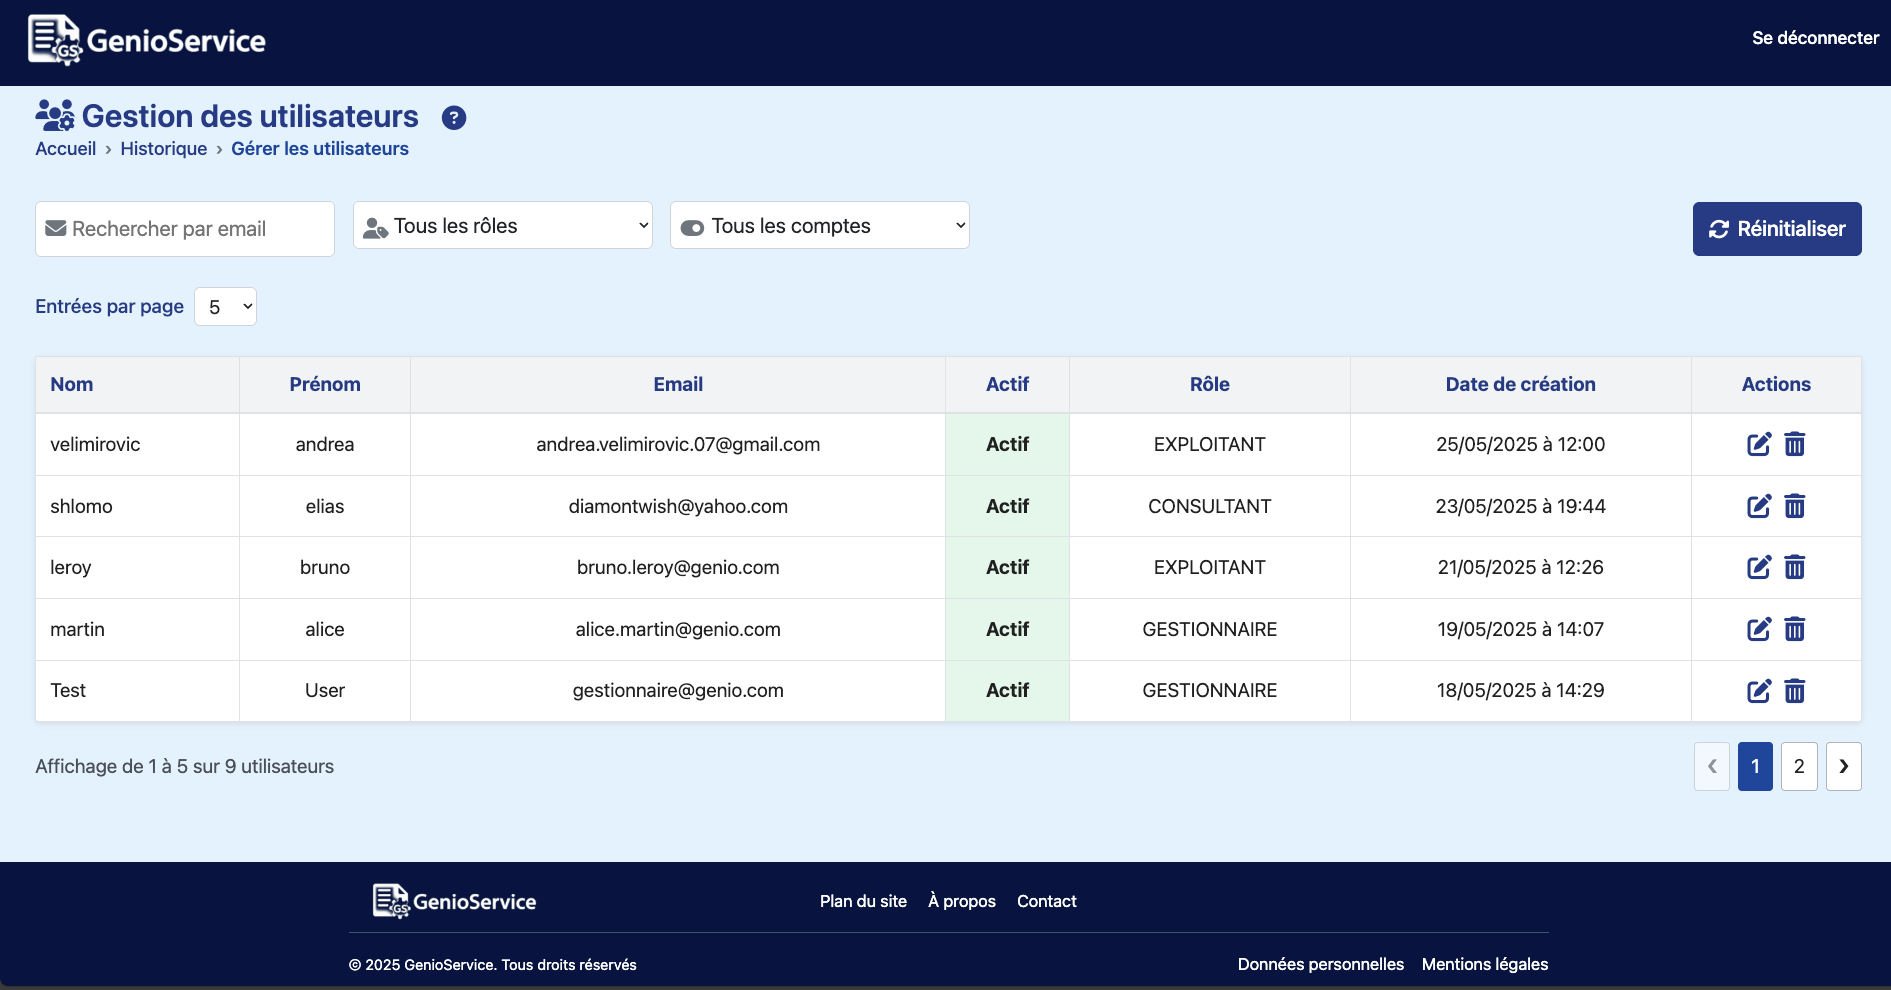 GS GenioService
Se déconnecter
Gestion des utilisateurs ?
Accueil › Historique › Gérer les utilisateurs
Rechercher par email Tous les rôles Tous les comptes Réinitialiser
Entrées par page 5
Nom Prénom Email Actif Rôle Date de création Actions
velimirovic andrea andrea.velimirovic.07@gmail.com Actif EXPLOITANT 25/05/2025 à 12:00
shlomo elias diamontwish@yahoo.com Actif CONSULTANT 23/05/2025 à 19:44
leroy bruno bruno.leroy@genio.com Actif EXPLOITANT 21/05/2025 à 12:26
martin alice alice.martin@genio.com Actif GESTIONNAIRE 19/05/2025 à 14:07
Test User gestionnaire@genio.com Actif GESTIONNAIRE 18/05/2025 à 14:29
Affichage de 1 à 5 sur 9 utilisateurs ‹ 1 2 ›
GS GenioService Plan du site À propos Contact
© 2025 GenioService. Tous droits réservés Données personnelles Mentions légales